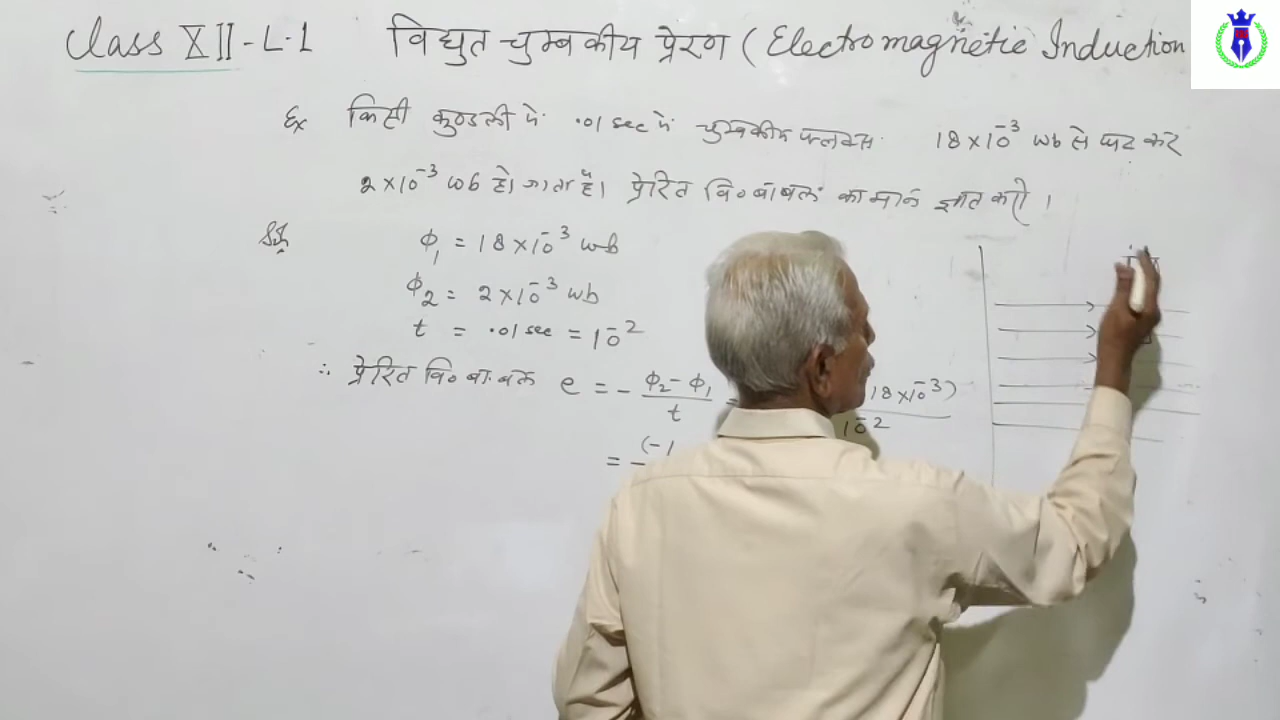 Class XII - L.1 विद्युत चुम्बकीय प्रेरण ( Electromagnetic Induction
Ex किसी कुण्डली में .01 sec में चुम्बकीय फ्लक्स 18×10⁻³ wb से घट कर
2×10⁻³ wb हो जाता है। प्रेरित वि० वा० बल का मान ज्ञात करो।
ϕ₁ = 18×10⁻³ wb
ϕ₂ = 2×10⁻³ wb
t = .01 sec = 10⁻²
∴ प्रेरित वि० वा. बल e = - ϕ₂ - ϕ₁ / t = 18×10⁻³) / 10⁻²
= - (-1